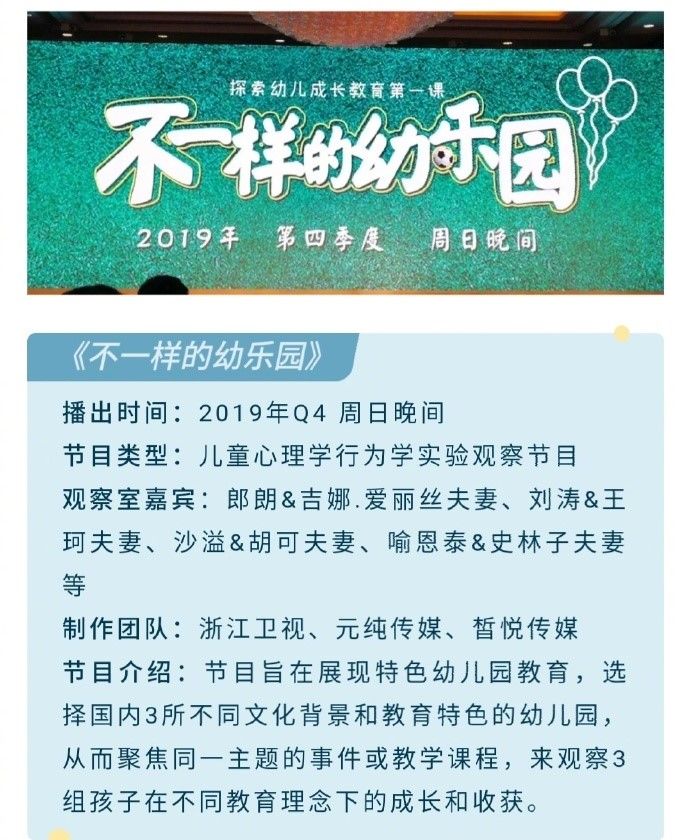 探索幼儿成长教育第一课
不一样的幼乐园
2019年 第四季度 周日晚间
《不一样的幼乐园》
播出时间：2019年Q4 周日晚间
节目类型：儿童心理学行为学实验观察节目
观察室嘉宾：郎朗&吉娜.爱丽丝夫妻、刘涛&王
珂夫妻、沙溢&胡可夫妻、喻恩泰&史林子夫妻
等
制作团队：浙江卫视、元纯传媒、皙悦传媒
节目介绍：节目旨在展现特色幼儿园教育，选
择国内3所不同文化背景和教育特色的幼儿园，
从而聚焦同一主题的事件或教学课程，来观察3
组孩子在不同教育理念下的成长和收获。